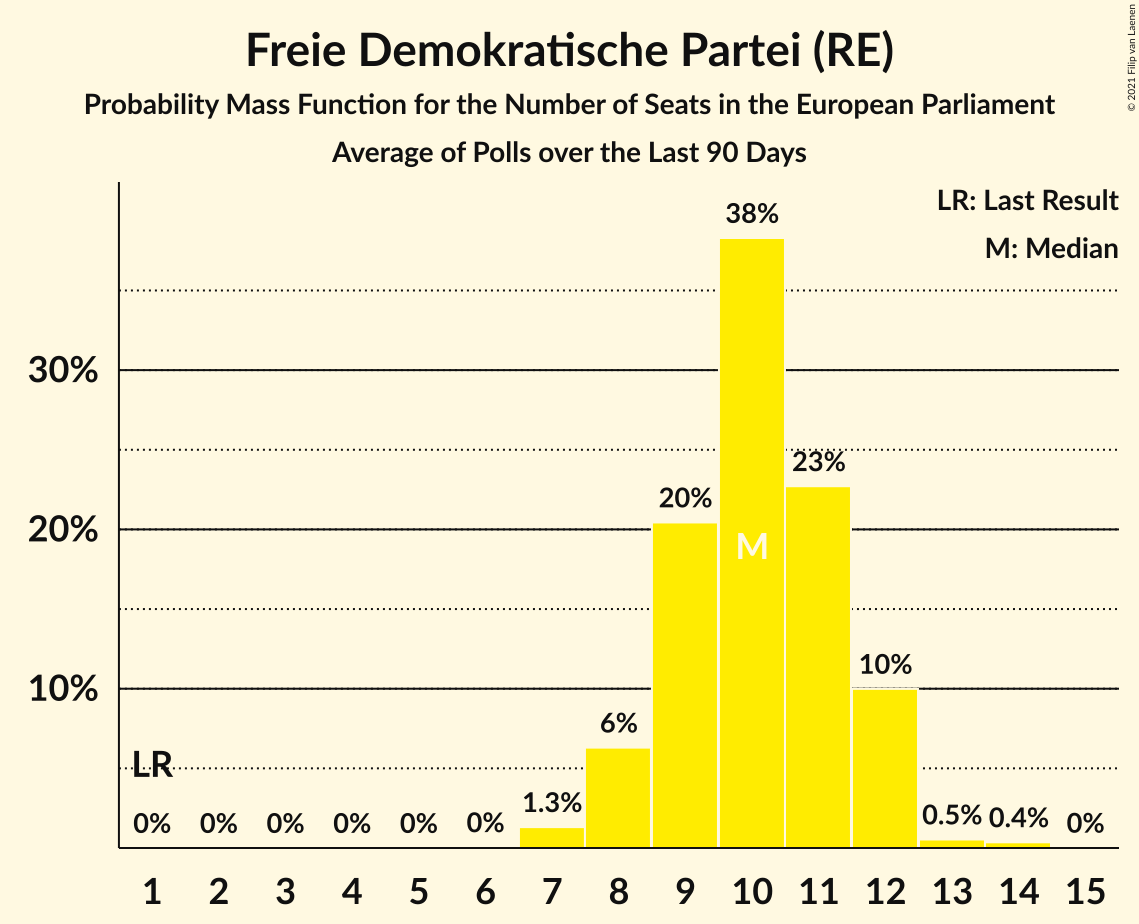 Freie Demokratische Partei (RE)
Probability Mass Function for the Number of Seats in the European Parliament
Average of Polls over the Last 90 Days
© 2021 Filip van Laenen
LR: Last Result
M: Median
38%
30%
23%
20%
20%
M
10%
10%
6%
LR
1.3%
0% 0% 0% 0% 0% 0% 0.5% 0.4% 0%
1 2 3 4 5 6 7 8 9 10 11 12 13 14 15